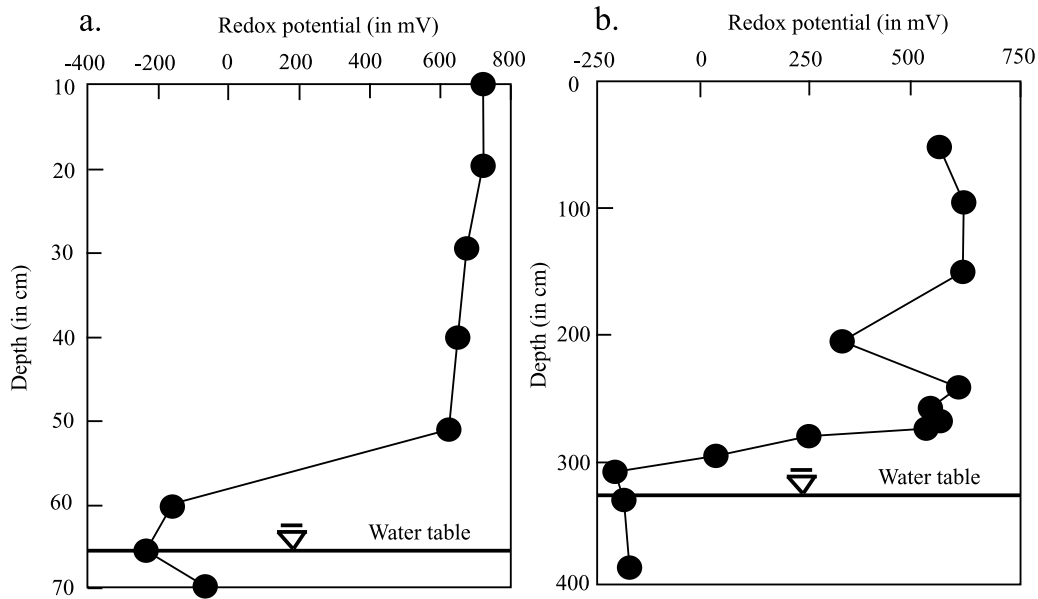 a.
Redox potential (in mV)
-400 -200 0 200 400 600 800
10
20
30
40
50
60
70
Depth (in cm)
Water table
b.
Redox potential (in mV)
-250 0 250 500 750
0
100
200
300
400
Depth (in cm)
Water table